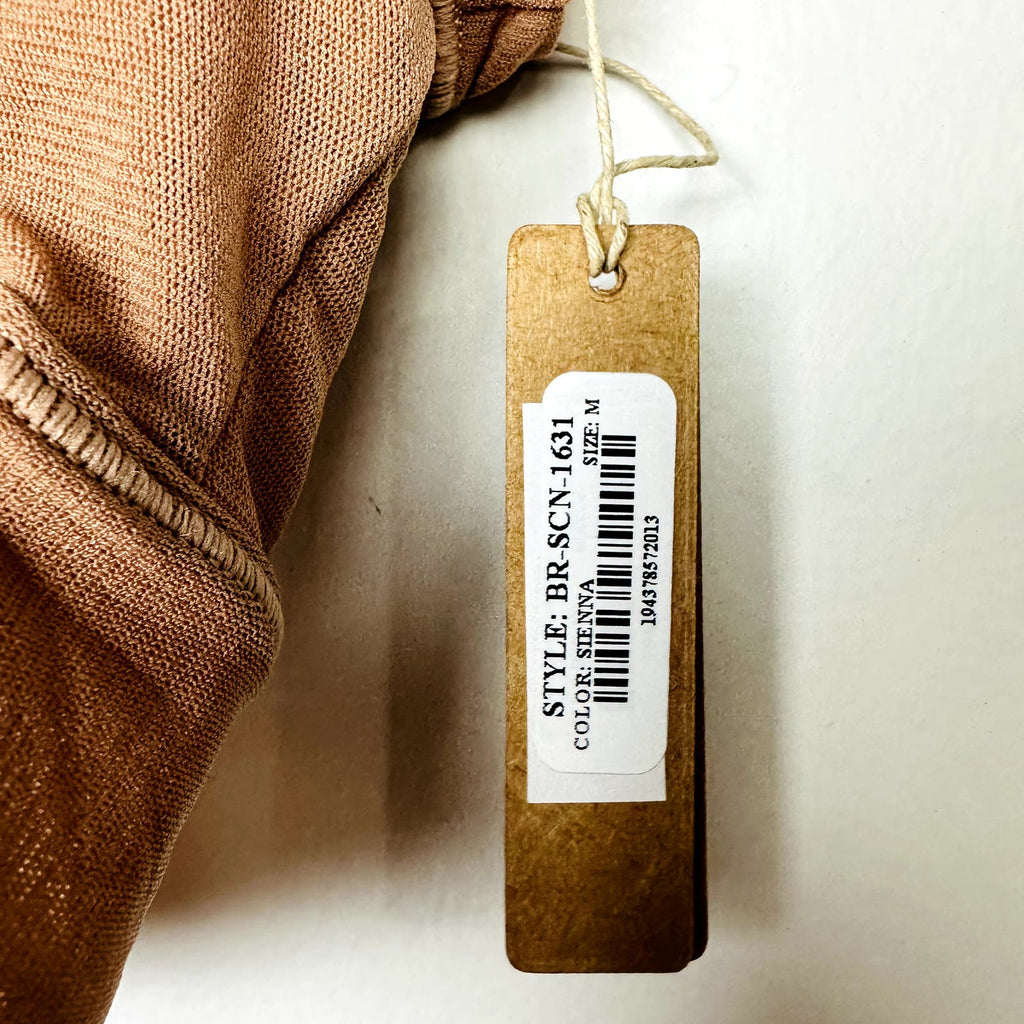 STYLE: BR-SCN-1631
COLOR: SIENNA
SIZE: M
194378572013